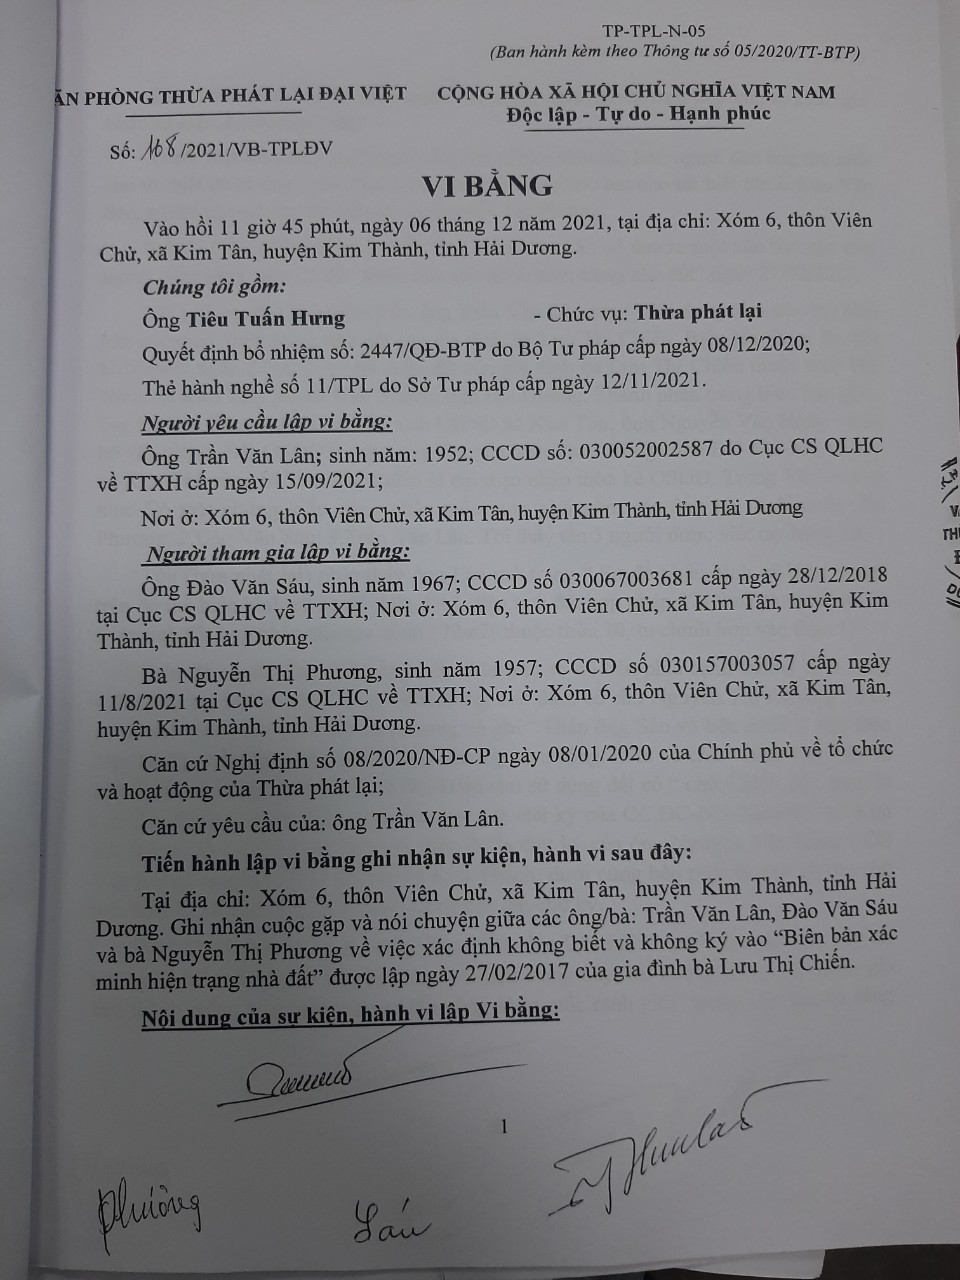 TP-TPL-N-05
(Ban hành kèm theo Thông tư số 05/2020/TT-BTP)
ĂN PHÒNG THỪA PHÁT LẠI ĐẠI VIỆT
CỘNG HÒA XÃ HỘI CHỦ NGHĨA VIỆT NAM
Độc lập - Tự do - Hạnh phúc
Số: 168/2021/VB-TPLĐV
VI BẰNG
Vào hồi 11 giờ 45 phút, ngày 06 tháng 12 năm 2021, tại địa chỉ: Xóm 6, thôn Viên
Chử, xã Kim Tân, huyện Kim Thành, tỉnh Hải Dương.
Chúng tôi gồm:
Ông Tiêu Tuấn Hưng - Chức vụ: Thừa phát lại
Quyết định bổ nhiệm số: 2447/QĐ-BTP do Bộ Tư pháp cấp ngày 08/12/2020;
Thẻ hành nghề số 11/TPL do Sở Tư pháp cấp ngày 12/11/2021.
Người yêu cầu lập vi bằng:
Ông Trần Văn Lân; sinh năm: 1952; CCCD số: 030052002587 do Cục CS QLHC
về TTXH cấp ngày 15/09/2021;
Nơi ở: Xóm 6, thôn Viên Chử, xã Kim Tân, huyện Kim Thành, tỉnh Hải Dương
Người tham gia lập vi bằng:
Ông Đào Văn Sáu, sinh năm 1967; CCCD số 030067003681 cấp ngày 28/12/2018
tại Cục CS QLHC về TTXH; Nơi ở: Xóm 6, thôn Viên Chử, xã Kim Tân, huyện Kim
Thành, tỉnh Hải Dương.
Bà Nguyễn Thị Phương, sinh năm 1957; CCCD số 030157003057 cấp ngày
11/8/2021 tại Cục CS QLHC về TTXH; Nơi ở: Xóm 6, thôn Viên Chử, xã Kim Tân,
huyện Kim Thành, tỉnh Hải Dương.
Căn cứ Nghị định số 08/2020/NĐ-CP ngày 08/01/2020 của Chính phủ về tổ chức
và hoạt động của Thừa phát lại;
Căn cứ yêu cầu của: ông Trần Văn Lân.
Tiến hành lập vi bằng ghi nhận sự kiện, hành vi sau đây:
Tại địa chỉ: Xóm 6, thôn Viên Chử, xã Kim Tân, huyện Kim Thành, tỉnh Hải
Dương. Ghi nhận cuộc gặp và nói chuyện giữa các ông/bà: Trần Văn Lân, Đào Văn Sáu
và bà Nguyễn Thị Phương về việc xác định không biết và không ký vào “Biên bản xác
minh hiện trạng nhà đất” được lập ngày 27/02/2017 của gia đình bà Lưu Thị Chiến.
Nội dung của sự kiện, hành vi lập Vi bằng:
1
Phương
Sáu